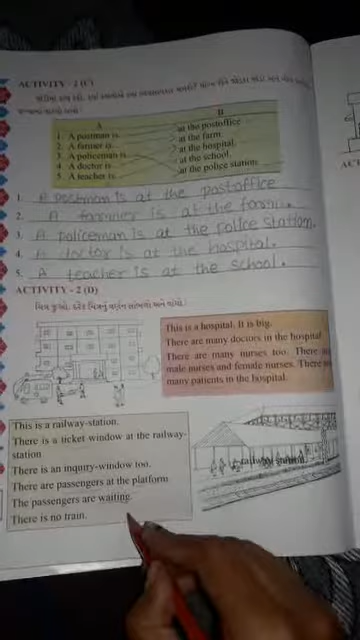 ACTIVITY - 2 (C)
A
B
1. A postman is... at the postoffice
2. A farmer is... at the farm.
3. A policeman is... at the hospital.
4. A doctor is... at the school.
5. A teacher is... at the police station.
1. A postman is at the postoffice
2. A farmer is at the farm.
3. A policeman is at the police station.
4. A doctor is at the hospital.
5. A teacher is at the school.
ACTIVITY - 2 (D)
This is a hospital. It is big.
There are many doctors in the hospital.
There are many nurses too. There
male nurses and female nurses. There
many patients in the hospital.
This is a railway-station.
There is a ticket window at the railway-
station.
There is an inquiry-window too.
There are passengers at the platform.
The passengers are waiting.
There is no train.